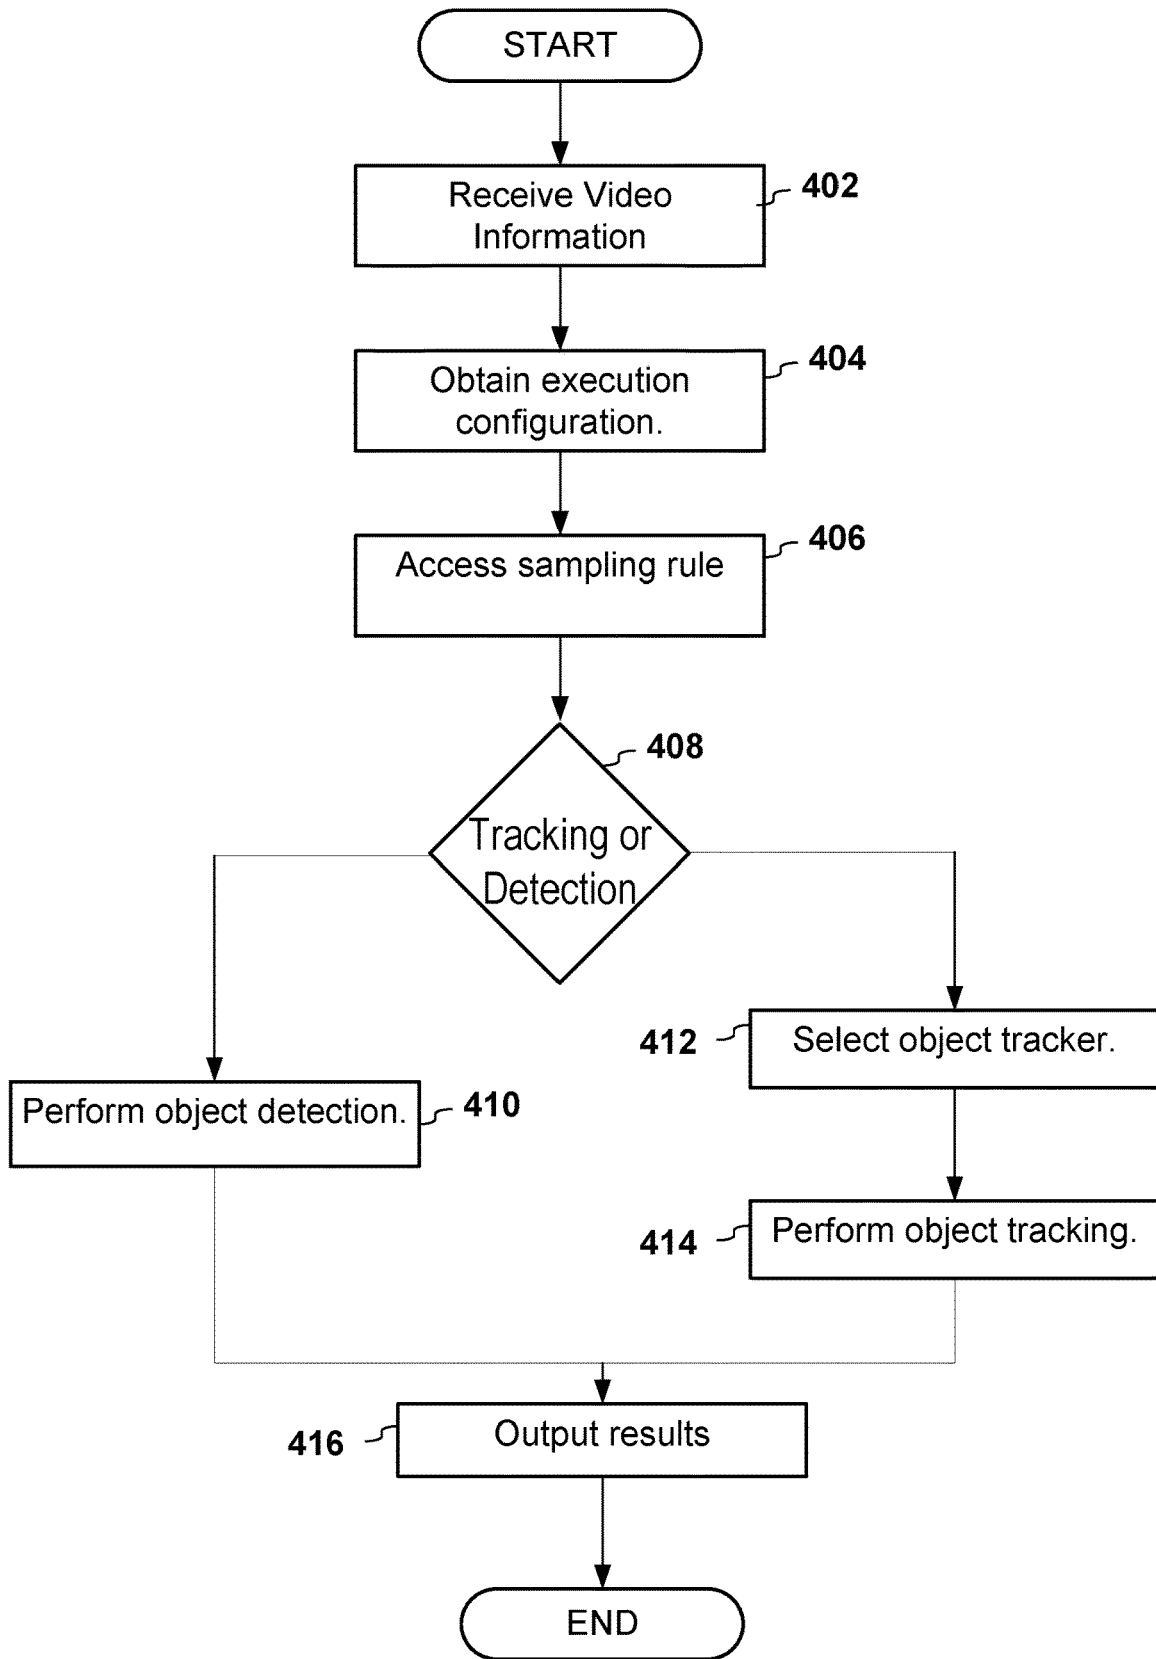 START
Receive Video
Information
402
Obtain execution
configuration.
404
Access sampling rule
406
408
Tracking or
Detection
412
Select object tracker.
Perform object detection.
410
414
Perform object tracking.
416
Output results
END